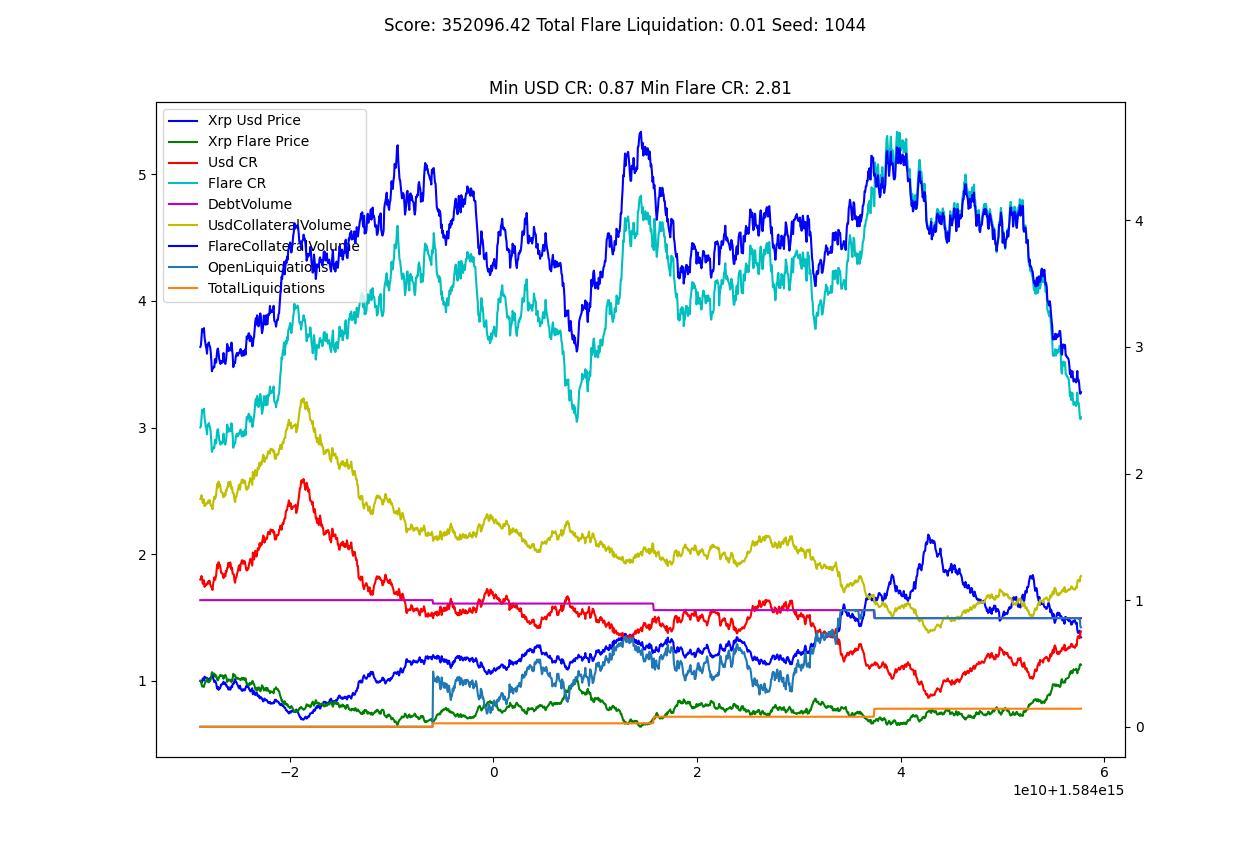 Score: 352096.42 Total Flare Liquidation: 0.01 Seed: 1044
Min USD CR: 0.87 Min Flare CR: 2.81
Xrp Usd Price
Xrp Flare Price
Usd CR
Flare CR
DebtVolume
UsdCollateralVolume
FlareCollateralVolume
OpenLiquidations
TotalLiquidations
5
4
3
2
1
4
3
2
1
0
−2
0
2
4
6
1e10+1.584e15